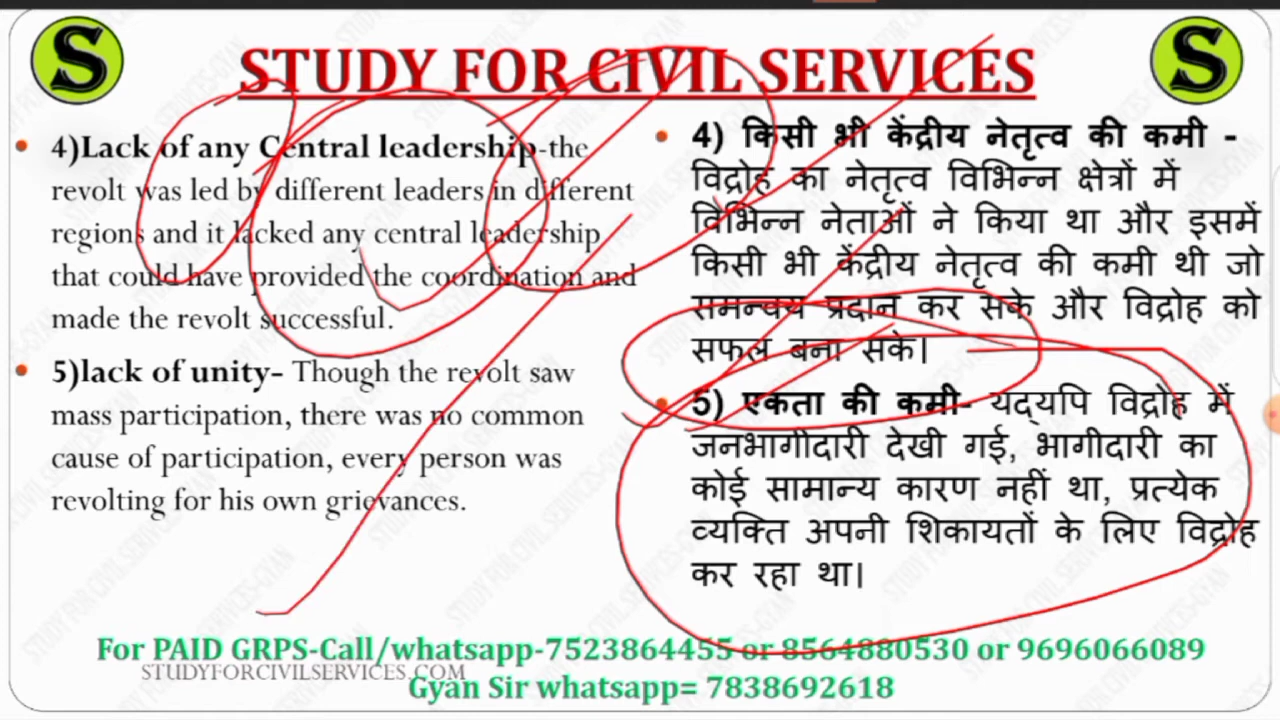 S
STUDY FOR CIVIL SERVICES
S
4)Lack of any Central leadership-the
revolt was led by different leaders in different
regions and it lacked any central leadership
that could have provided the coordination and
made the revolt successful.
5)lack of unity- Though the revolt saw
mass participation, there was no common
cause of participation, every person was
revolting for his own grievances.
4) किसी भी केंद्रीय नेतृत्व की कमी -
विद्रोह का नेतृत्व विभिन्न क्षेत्रों में
विभिन्न नेताओं ने किया था और इसमें
किसी भी केंद्रीय नेतृत्व की कमी थी जो
समन्वय प्रदान कर सके और विद्रोह को
सफल बना सके।
5) एकता की कमी- यद्यपि विद्रोह में
जनभागीदारी देखी गई, भागीदारी का
कोई सामान्य कारण नहीं था, प्रत्येक
व्यक्ति अपनी शिकायतों के लिए विद्रोह
कर रहा था।
For PAID GRPS-Call/whatsapp-7523864455 or 8564880530 or 9696066089
STUDYFORCIVILSERVICES.COM
Gyan Sir whatsapp= 7838692618